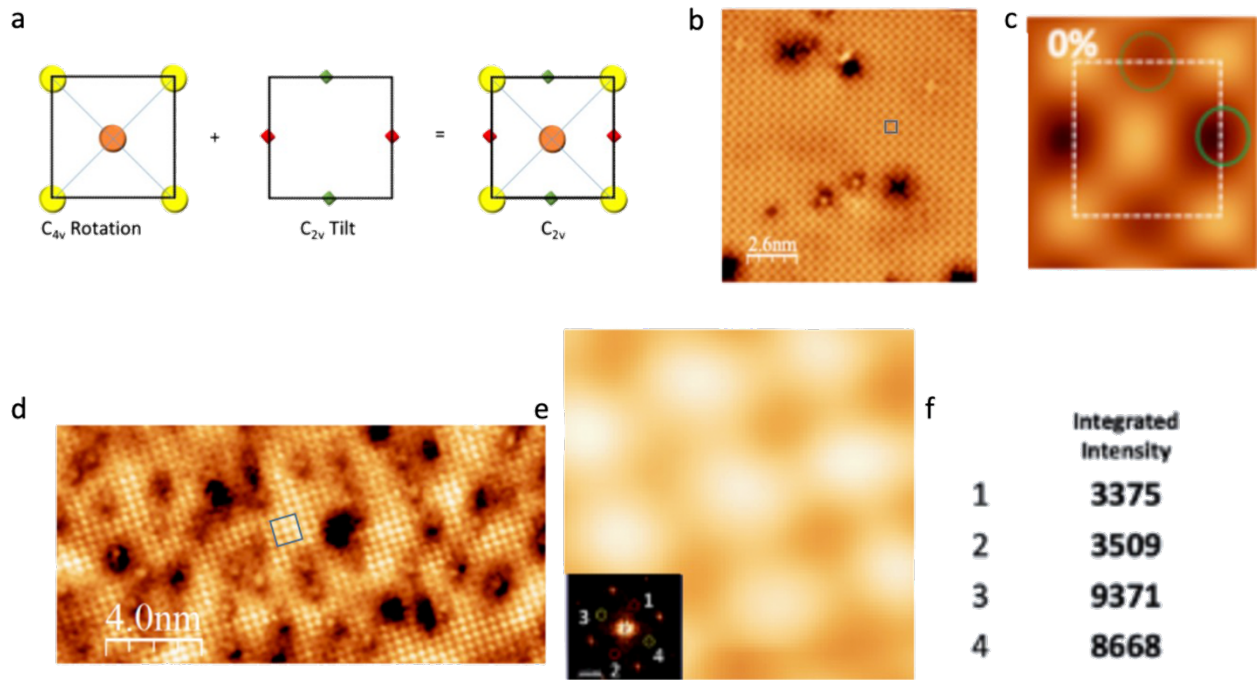 a
+
=
C4v Rotation
C2v Tilt
C2v
b
2.6nm
c
0%
d
4.0nm
e
1
3
4
2
f
Integrated
Intensity
1 3375
2 3509
3 9371
4 8668